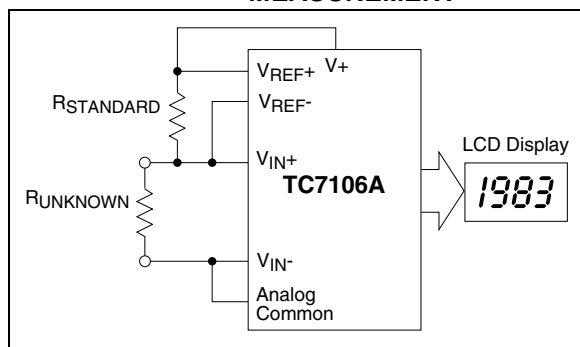 MEASUREMENT
V+
VREF+
RSTANDARD
VREF-
LCD Display
VIN+
TC7106A
1983
RUNKNOWN
VIN-
Analog
Common